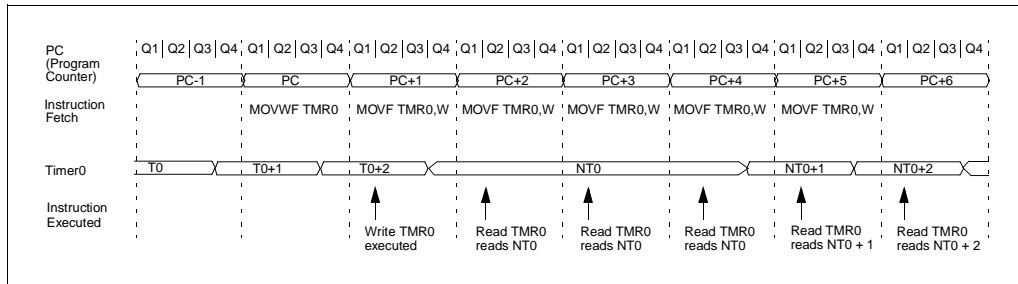 PC
(Program
Counter)
Q1 Q2 Q3 Q4 Q1 Q2 Q3 Q4 Q1 Q2 Q3 Q4 Q1 Q2 Q3 Q4 Q1 Q2 Q3 Q4 Q1 Q2 Q3 Q4 Q1 Q2 Q3 Q4 Q1 Q2 Q3 Q4
PC-1 PC PC+1 PC+2 PC+3 PC+4 PC+5 PC+6
Instruction
Fetch
MOVWF TMR0 MOVF TMR0,W MOVF TMR0,W MOVF TMR0,W MOVF TMR0,W MOVF TMR0,W
Timer0
T0 T0+1 T0+2 NT0 NT0+1 NT0+2
Instruction
Executed
Write TMR0
executed
Read TMR0
reads NT0
Read TMR0
reads NT0
Read TMR0
reads NT0
Read TMR0
reads NT0 + 1
Read TMR0
reads NT0 + 2